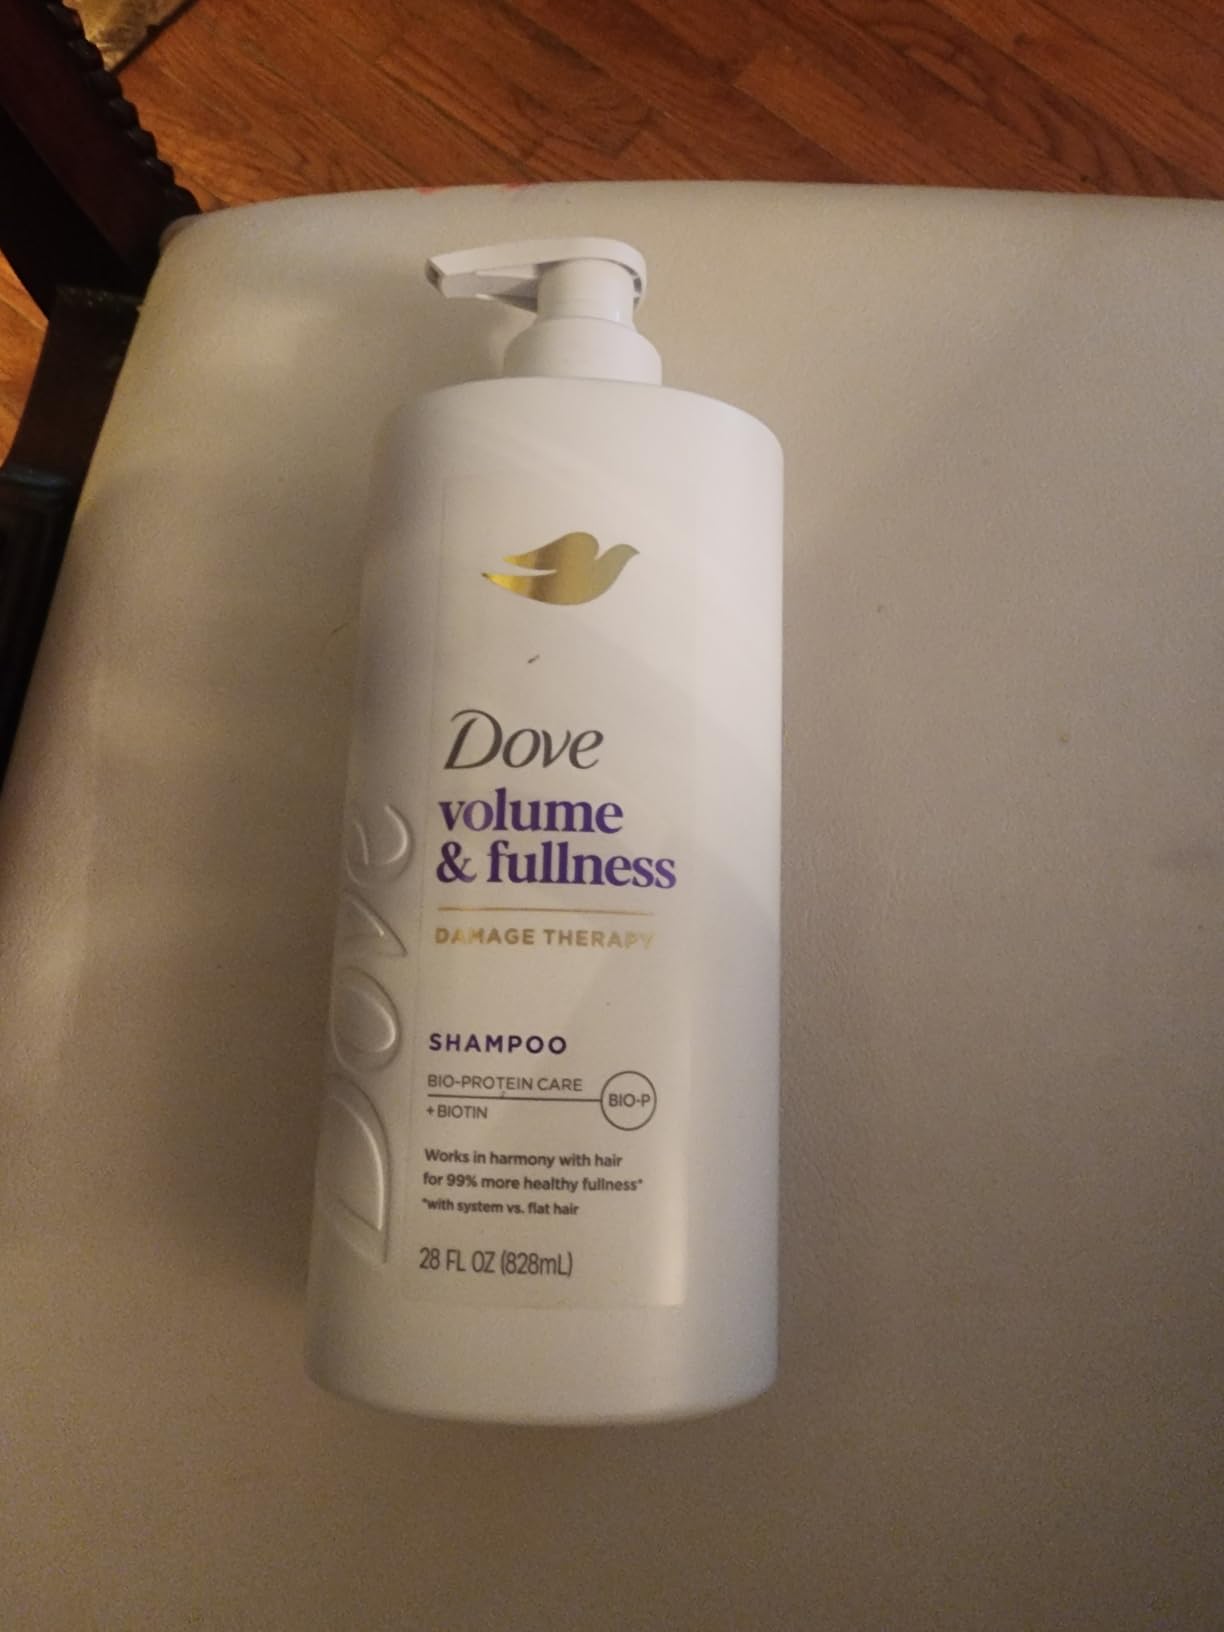 Dove
Dove
volume
& fullness
DAMAGE THERAPY
SHAMPOO
BIO-PROTEIN CARE
BIO-P
+ BIOTIN
Works in harmony with hair
for 99% more healthy fullness*
*with system vs. flat hair
28 FL OZ (828mL)